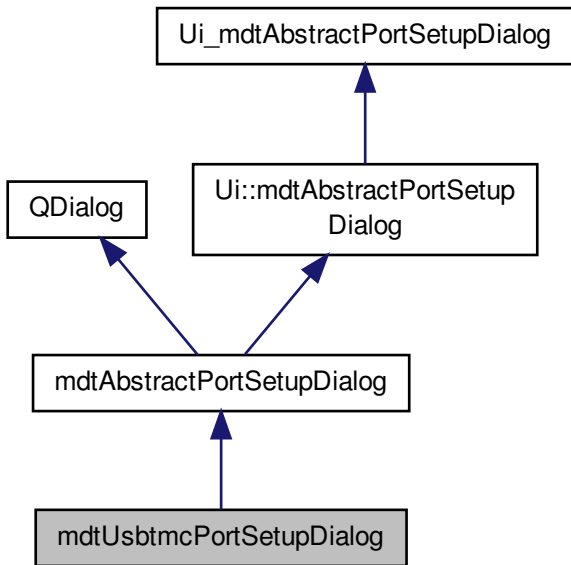 Ui_mdtAbstractPortSetupDialog
Ui::mdtAbstractPortSetup
Dialog
QDialog
mdtAbstractPortSetupDialog
mdtUsbtmcPortSetupDialog